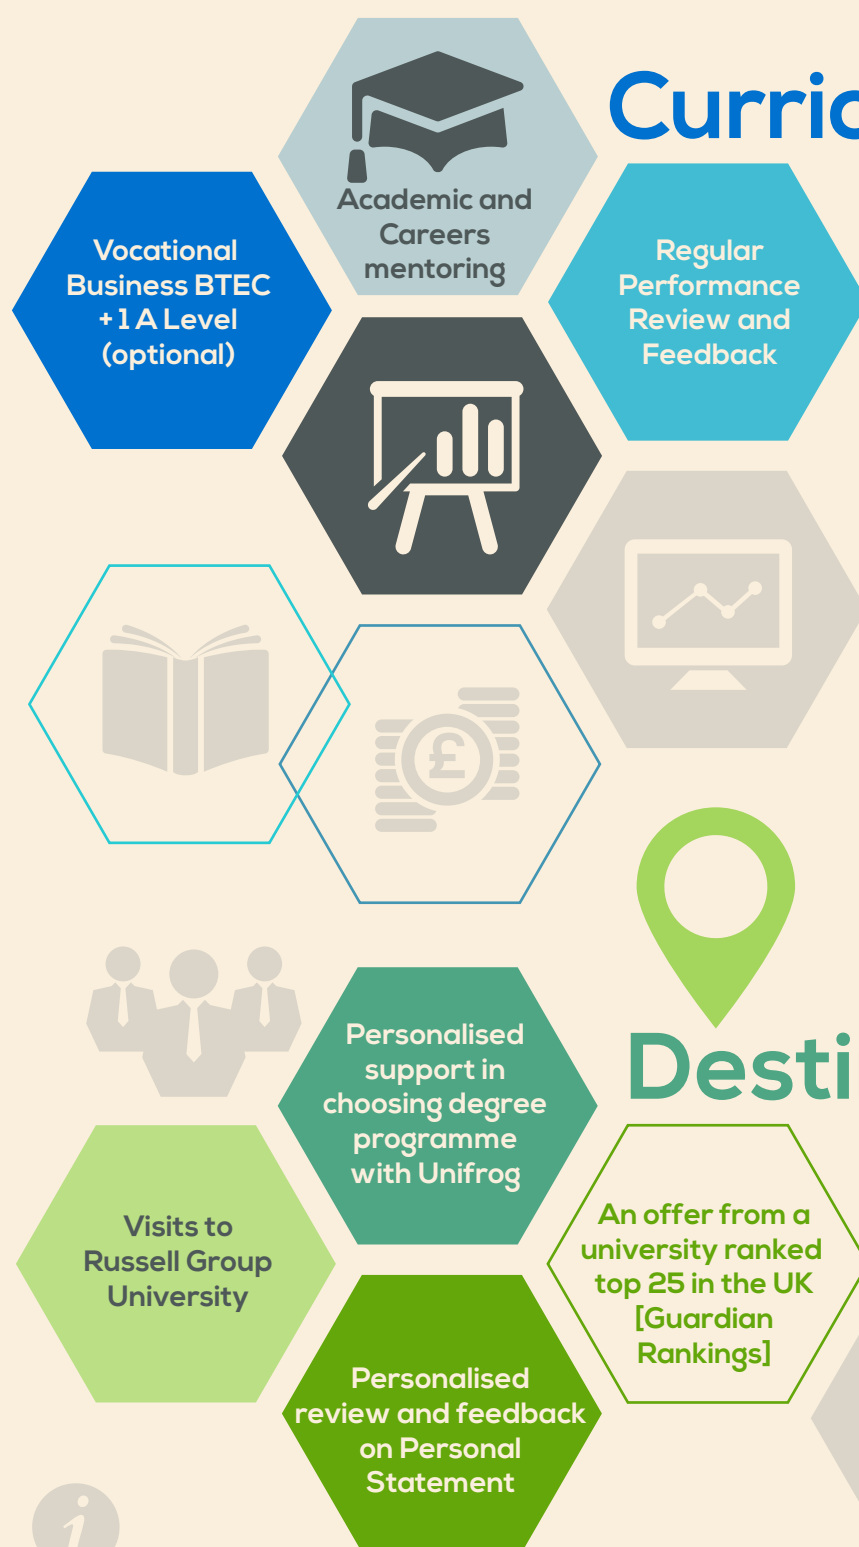 Curric
Academic and
Careers
mentoring
Vocational
Business BTEC
+ 1 A Level
(optional)
Regular
Performance
Review and
Feedback
£
Desti
Personalised
support in
choosing degree
programme
with Unifrog
Visits to
Russell Group
University
An offer from a
university ranked
top 25 in the UK
[Guardian
Rankings]
Personalised
review and feedback
on Personal
Statement
i